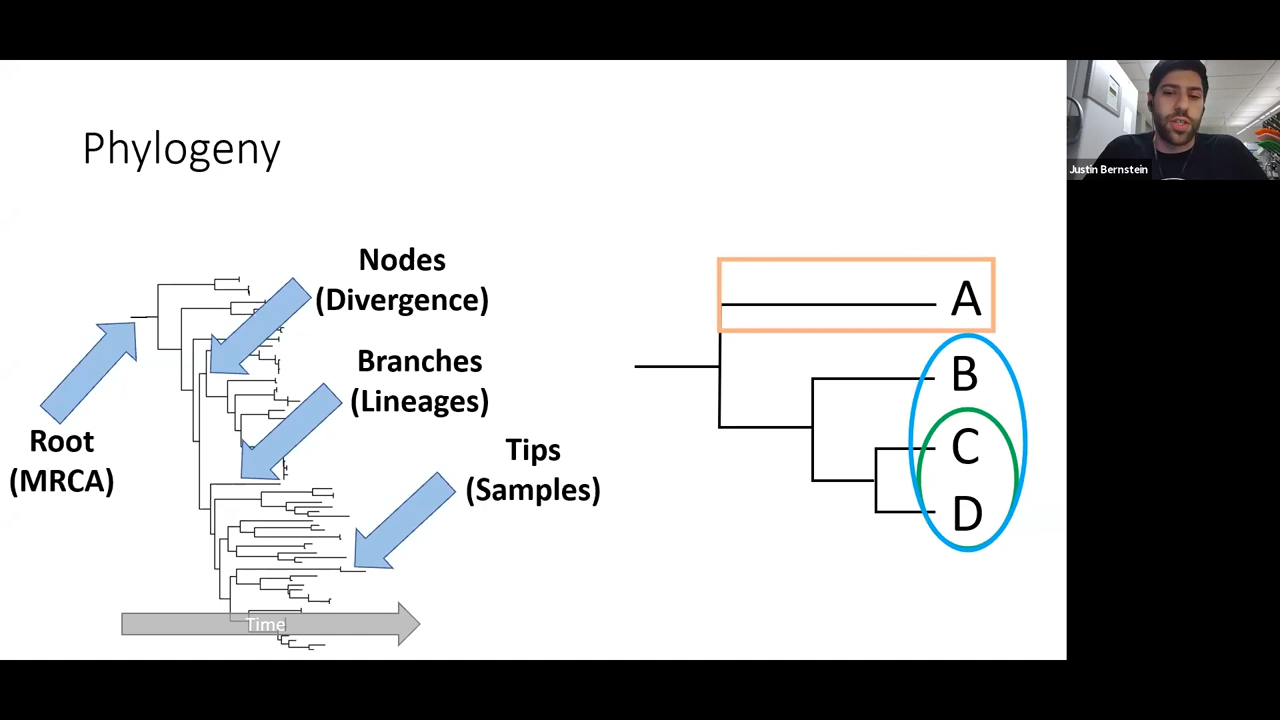 Phylogeny
Nodes
(Divergence)
Branches
(Lineages)
Tips
(Samples)
Root
(MRCA)
Time
A
B
C
D
Justin Bernstein